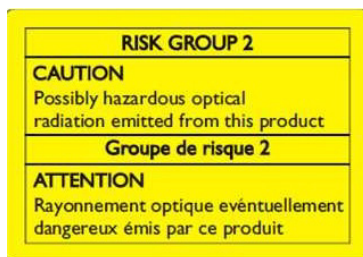 RISK GROUP 2
CAUTION
Possibly hazardous optical
radiation emitted from this product
Groupe de risque 2
ATTENTION
Rayonnement optique evéntuellement
dangereux émis par ce produit